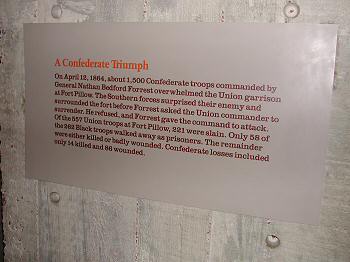 A Confederate Triumph
On April 12, 1864, about 1,500 Confederate troops commanded by
General Nathan Bedford Forrest overwhelmed the Union garrison
at Fort Pillow. The Southern forces surprised their enemy and
surrounded the fort before Forrest asked the Union commander to
surrender. He refused, and Forrest gave the command to attack.
Of the 557 Union troops at Fort Pillow, 221 were slain. Only 58 of
the 262 Black troops walked away as prisoners. The remainder
were either killed or badly wounded. Confederate losses included
only 14 killed and 86 wounded.